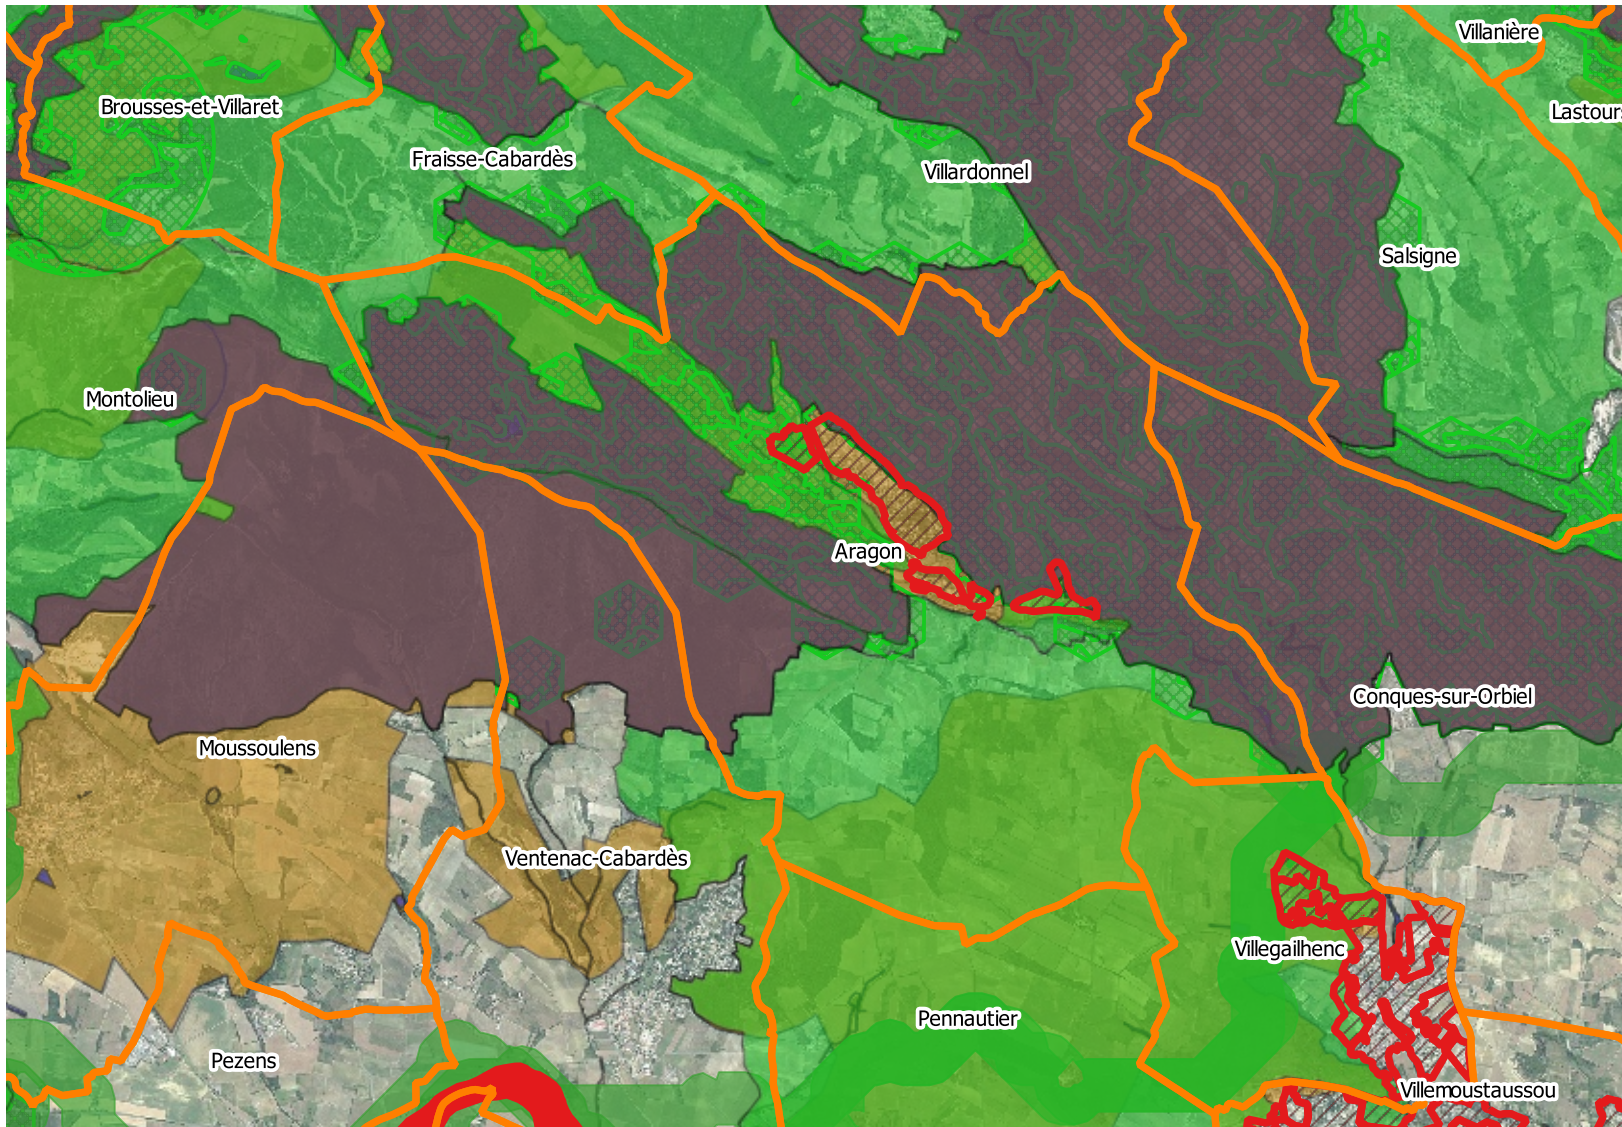 Villanière
Brousses-et-Villaret
Lastour
Fraisse-Cabardès
Villardonnel
Salsigne
Montolieu
Aragon
Conques-sur-Orbiel
Moussoulens
Ventenac-Cabardès
Villegailhenc
Pennautier
Pezens
Villemoustaussou